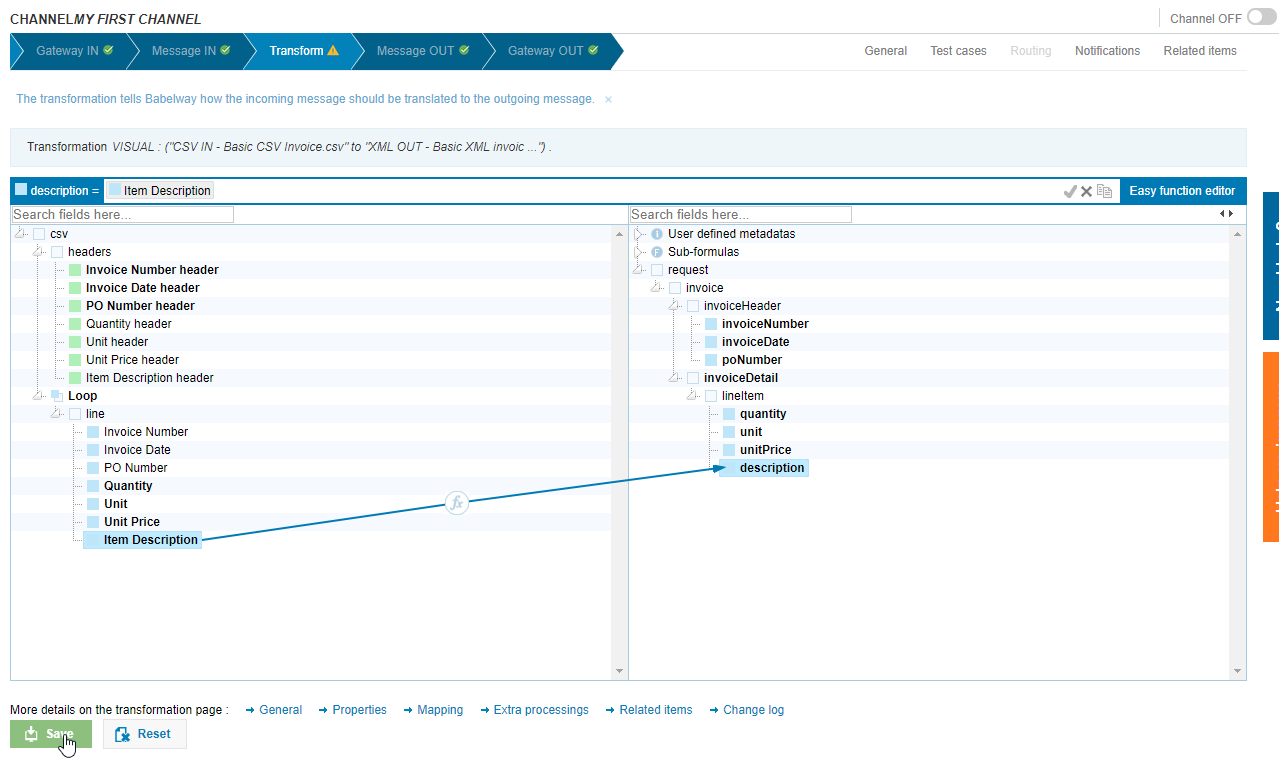 CHANNEL MY FIRST CHANNEL
Channel OFF
Gateway IN Message IN Transform Message OUT Gateway OUT
General Test cases Routing Notifications Related items
The transformation tells Babelway how the incoming message should be translated to the outgoing message. ×
Transformation VISUAL : ("CSV IN - Basic CSV Invoice.csv" to "XML OUT - Basic XML invoic ...") .
description = Item Description
Easy function editor
Search fields here...
csv
headers
Invoice Number header
Invoice Date header
PO Number header
Quantity header
Unit header
Unit Price header
Item Description header
Loop
line
Invoice Number
Invoice Date
PO Number
Quantity
Unit
Unit Price
Item Description
fx
Search fields here...
I User defined metadatas
F Sub-formulas
request
invoice
invoiceHeader
invoiceNumber
invoiceDate
poNumber
invoiceDetail
lineItem
quantity
unit
unitPrice
description
More details on the transformation page : General Properties Mapping Extra processings Related items Change log
Save Reset